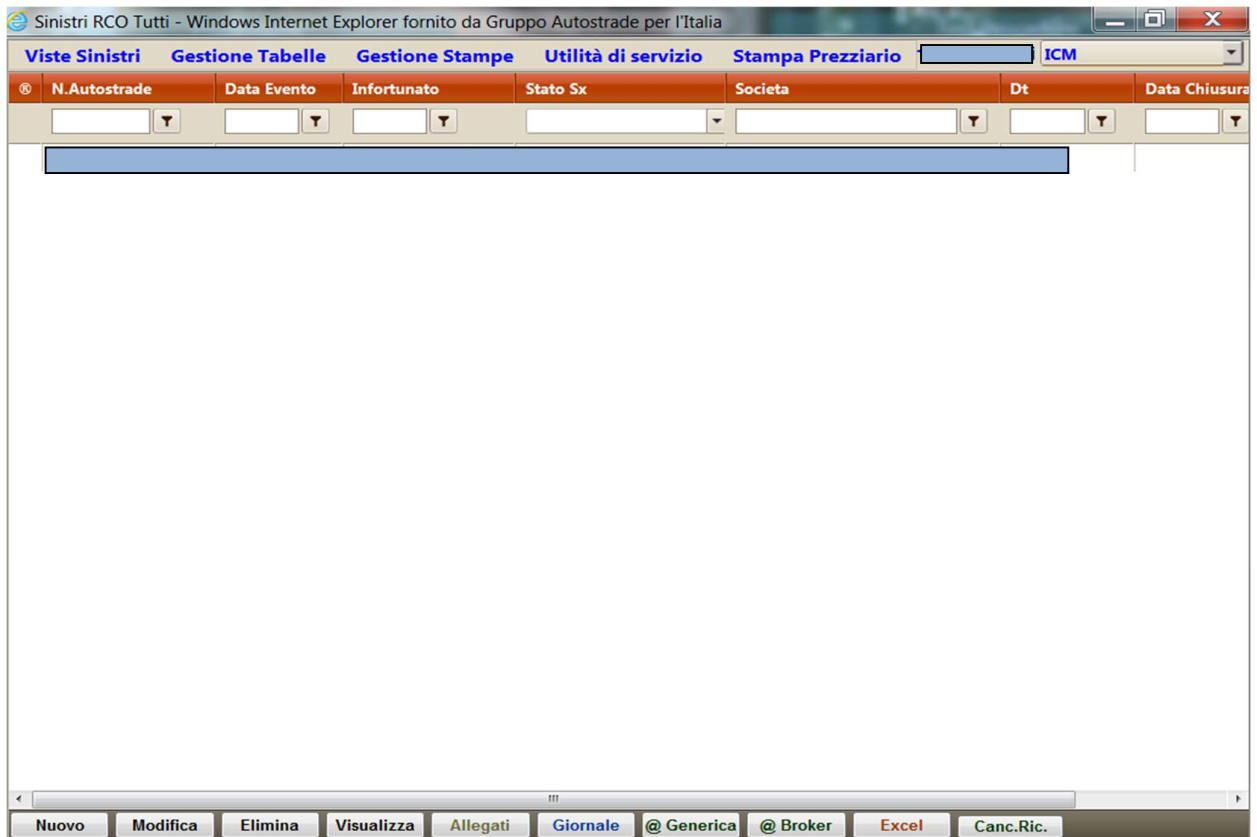 Sinistri RCO Tutti - Windows Internet Explorer fornito da Gruppo Autostrade per l'Italia
Viste Sinistri Gestione Tabelle Gestione Stampe Utilità di servizio Stampa Prezziario ICM
® N.Autostrade Data Evento Infortunato Stato Sx Societa Dt Data Chiusura
Nuovo Modifica Elimina Visualizza Allegati Giornale @ Generica @ Broker Excel Canc.Ric.